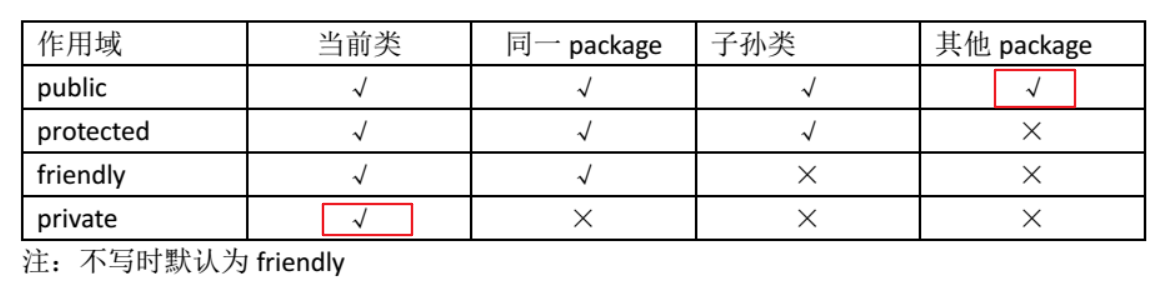 作用域 当前类 同一 package 子孙类 其他 package
public √ √ √ √
protected √ √ √ ×
friendly √ √ × ×
private √ × × ×
注：不写时默认为 friendly